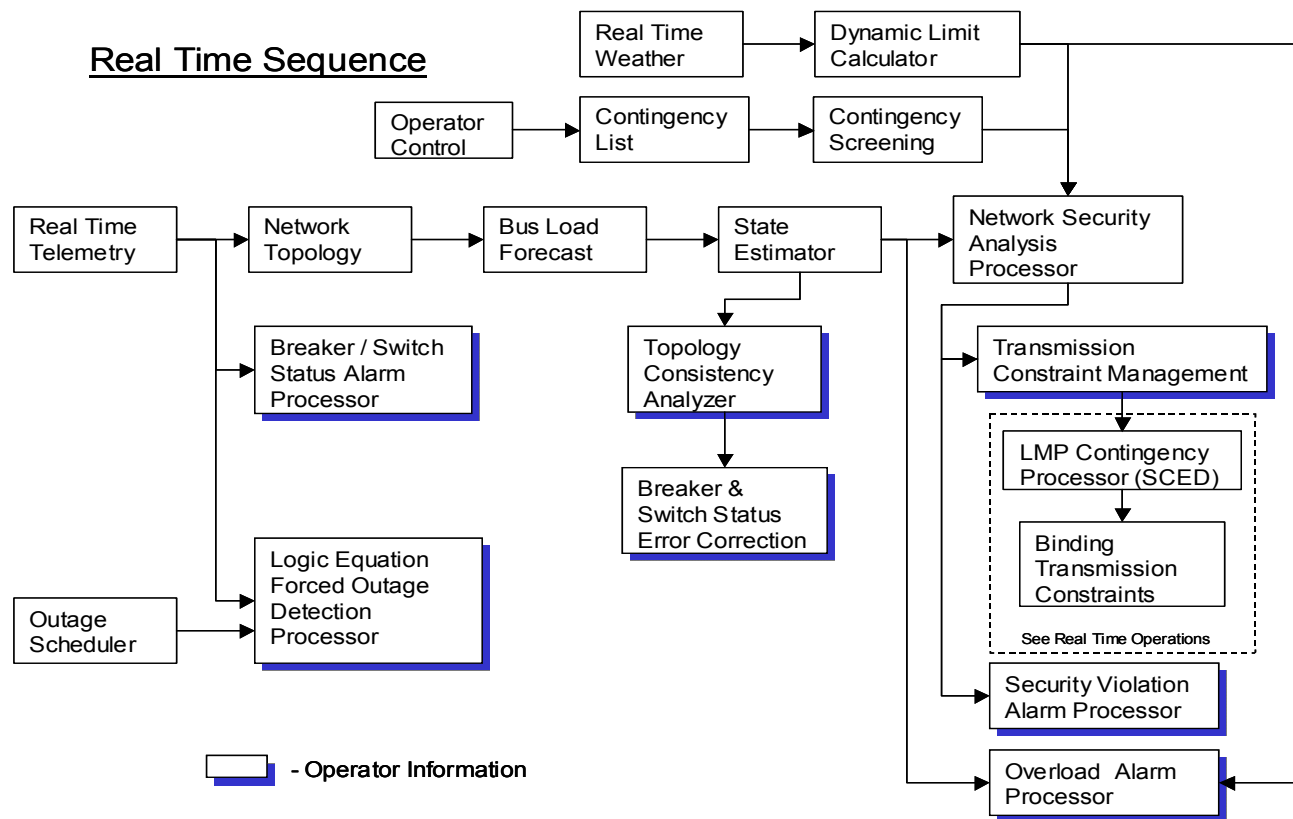 Real Time Sequence
Real Time
Weather
Dynamic Limit
Calculator
Operator
Control
Contingency
List
Contingency
Screening
Real Time
Telemetry
Network
Topology
Bus Load
Forecast
State
Estimator
Network Security
Analysis
Processor
Breaker / Switch
Status Alarm
Processor
Topology
Consistency
Analyzer
Transmission
Constraint Management
LMP Contingency
Processor (SCED)
Breaker &
Switch Status
Error Correction
Binding
Transmission
Constraints
See Real Time Operations
Logic Equation
Forced Outage
Detection
Processor
Outage
Scheduler
Security Violation
Alarm Processor
- Operator Information
Overload Alarm
Processor